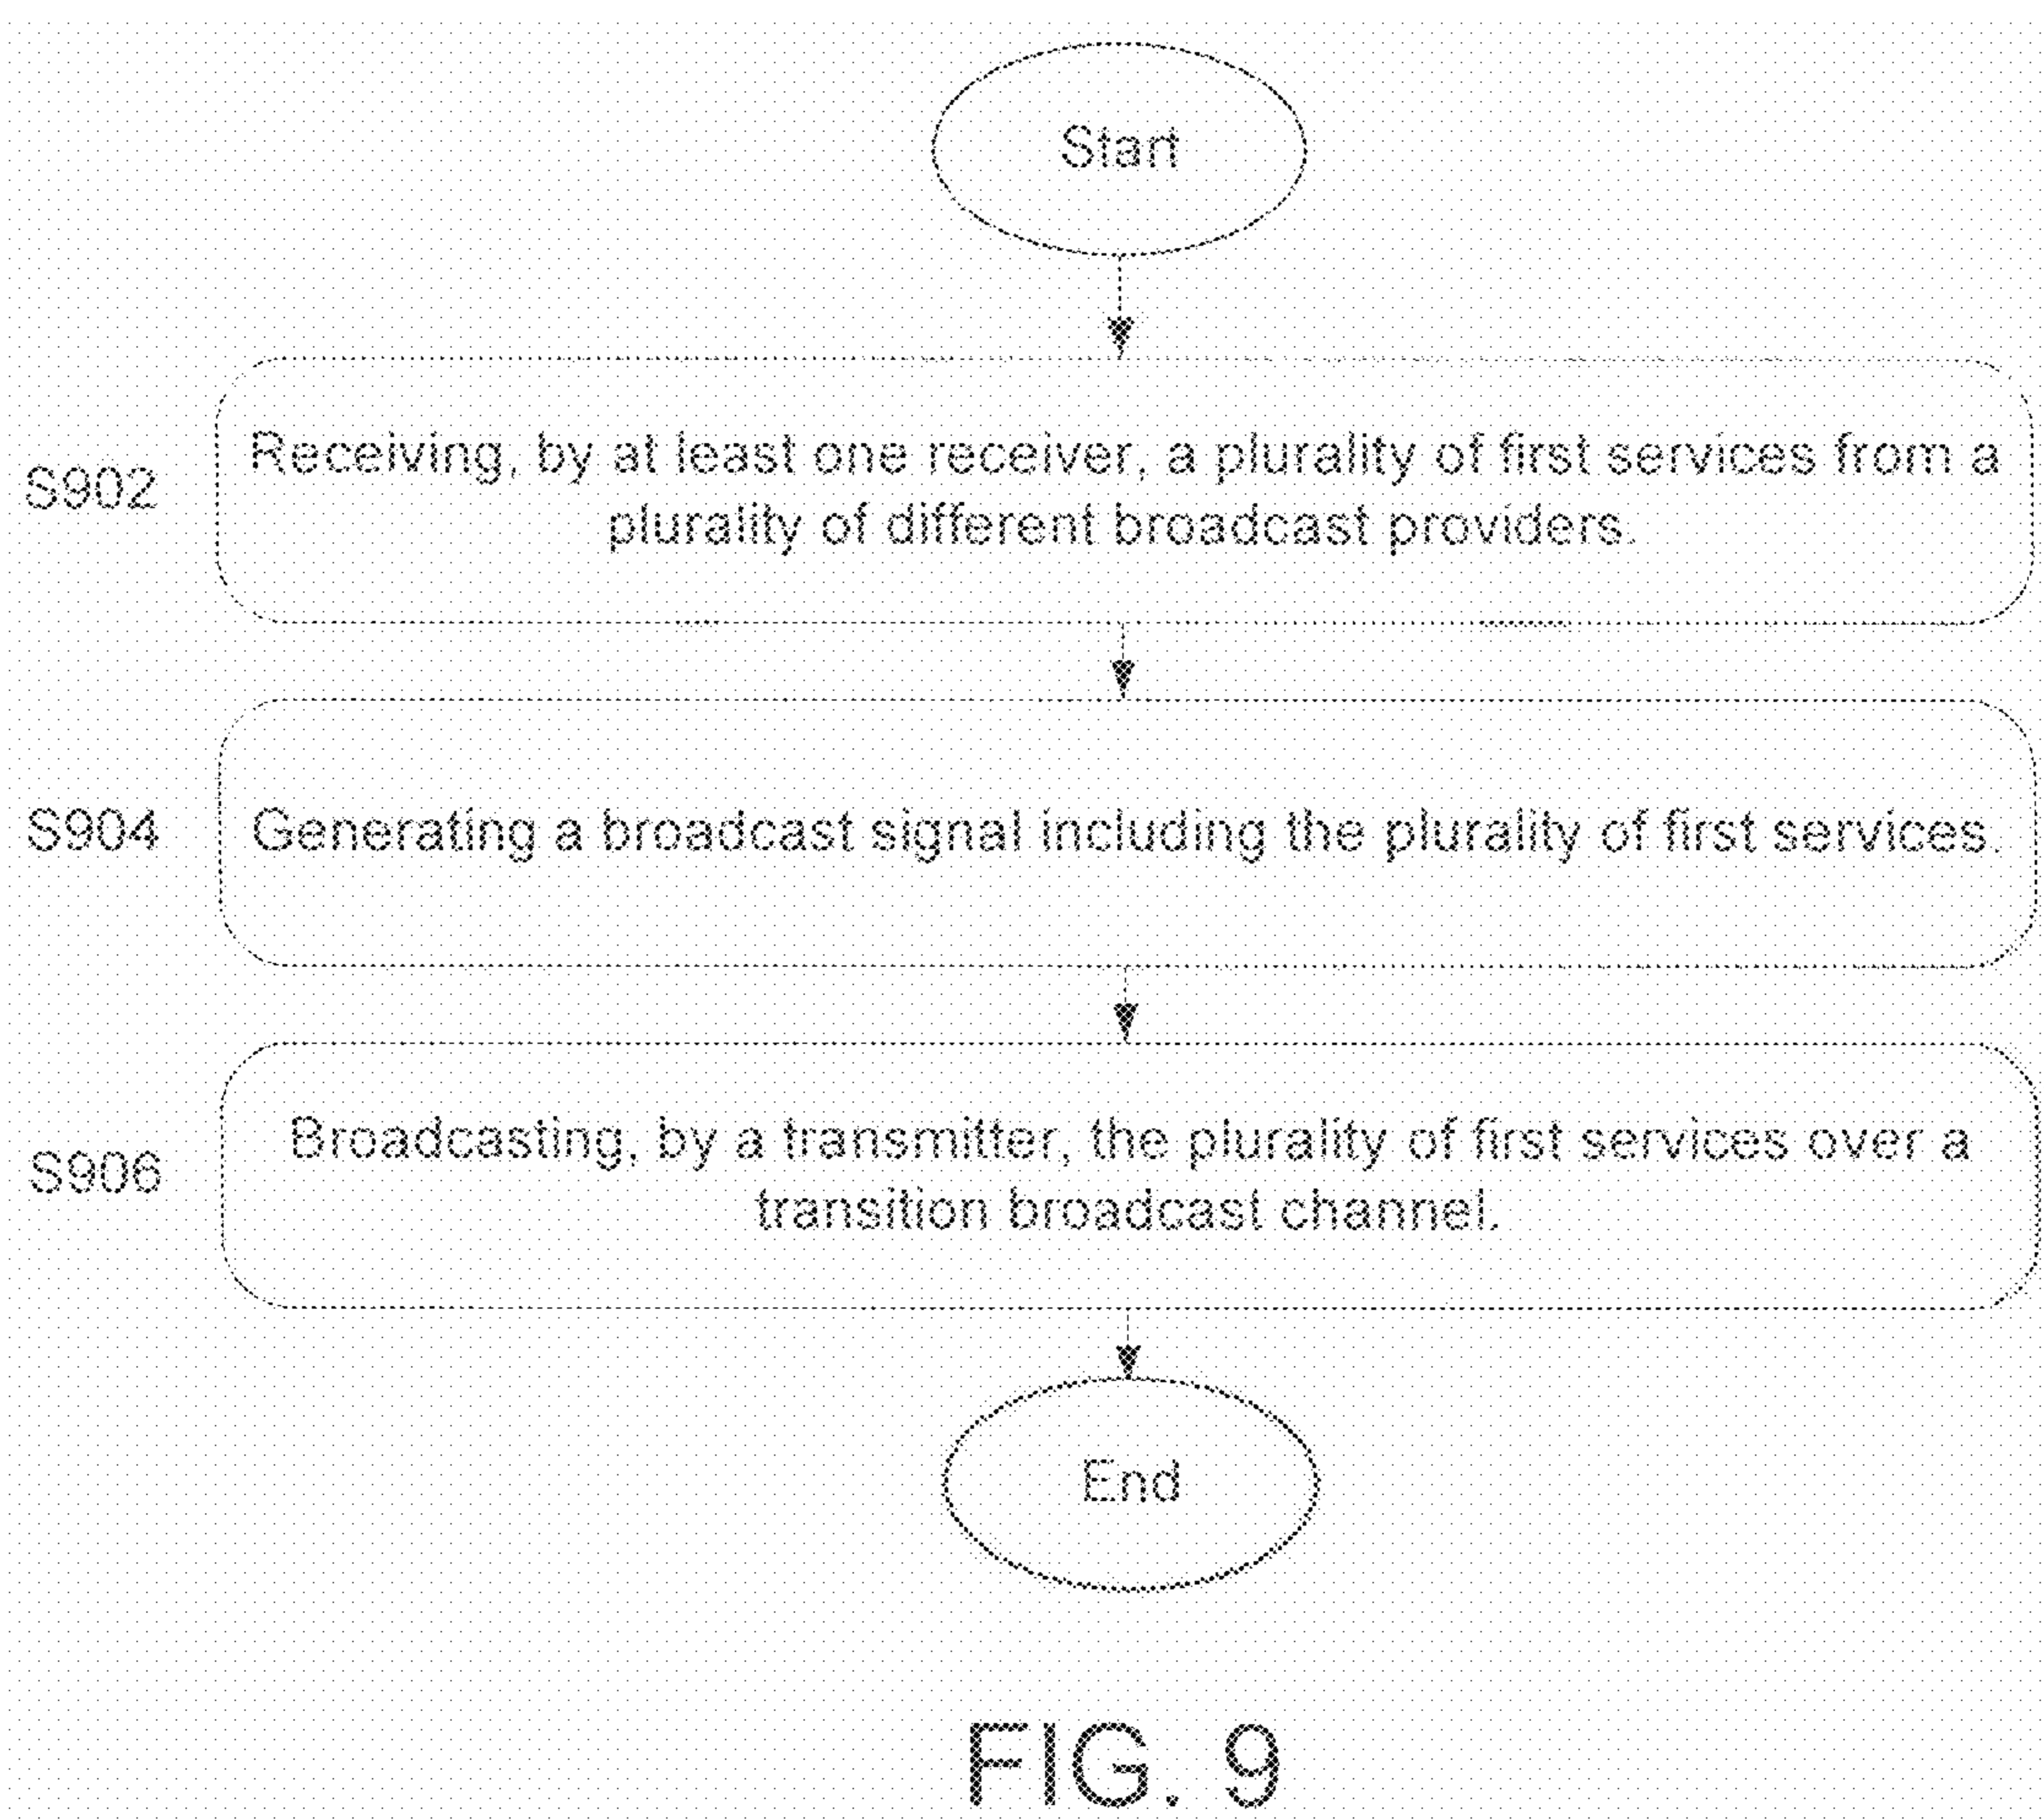 Start
S902
Receiving, by at least one receiver, a plurality of first services from a
plurality of different broadcast providers.
S904
Generating a broadcast signal including the plurality of first services.
S906
Broadcasting, by a transmitter, the plurality of first services over a
transition broadcast channel.
End
FIG. 9